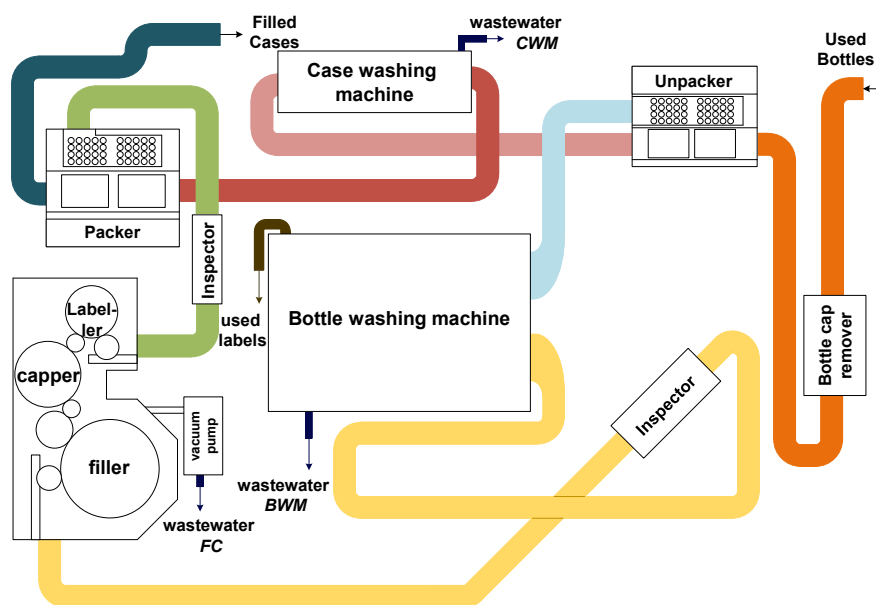 Filled
Cases
wastewater
CWM
Case washing
machine
Unpacker
Used
Bottles
Packer
Inspector
used
labels
Bottle washing machine
Bottle cap
remover
Label-
ler
capper
filler
vacuum
pump
wastewater
FC
wastewater
BWM
Inspector